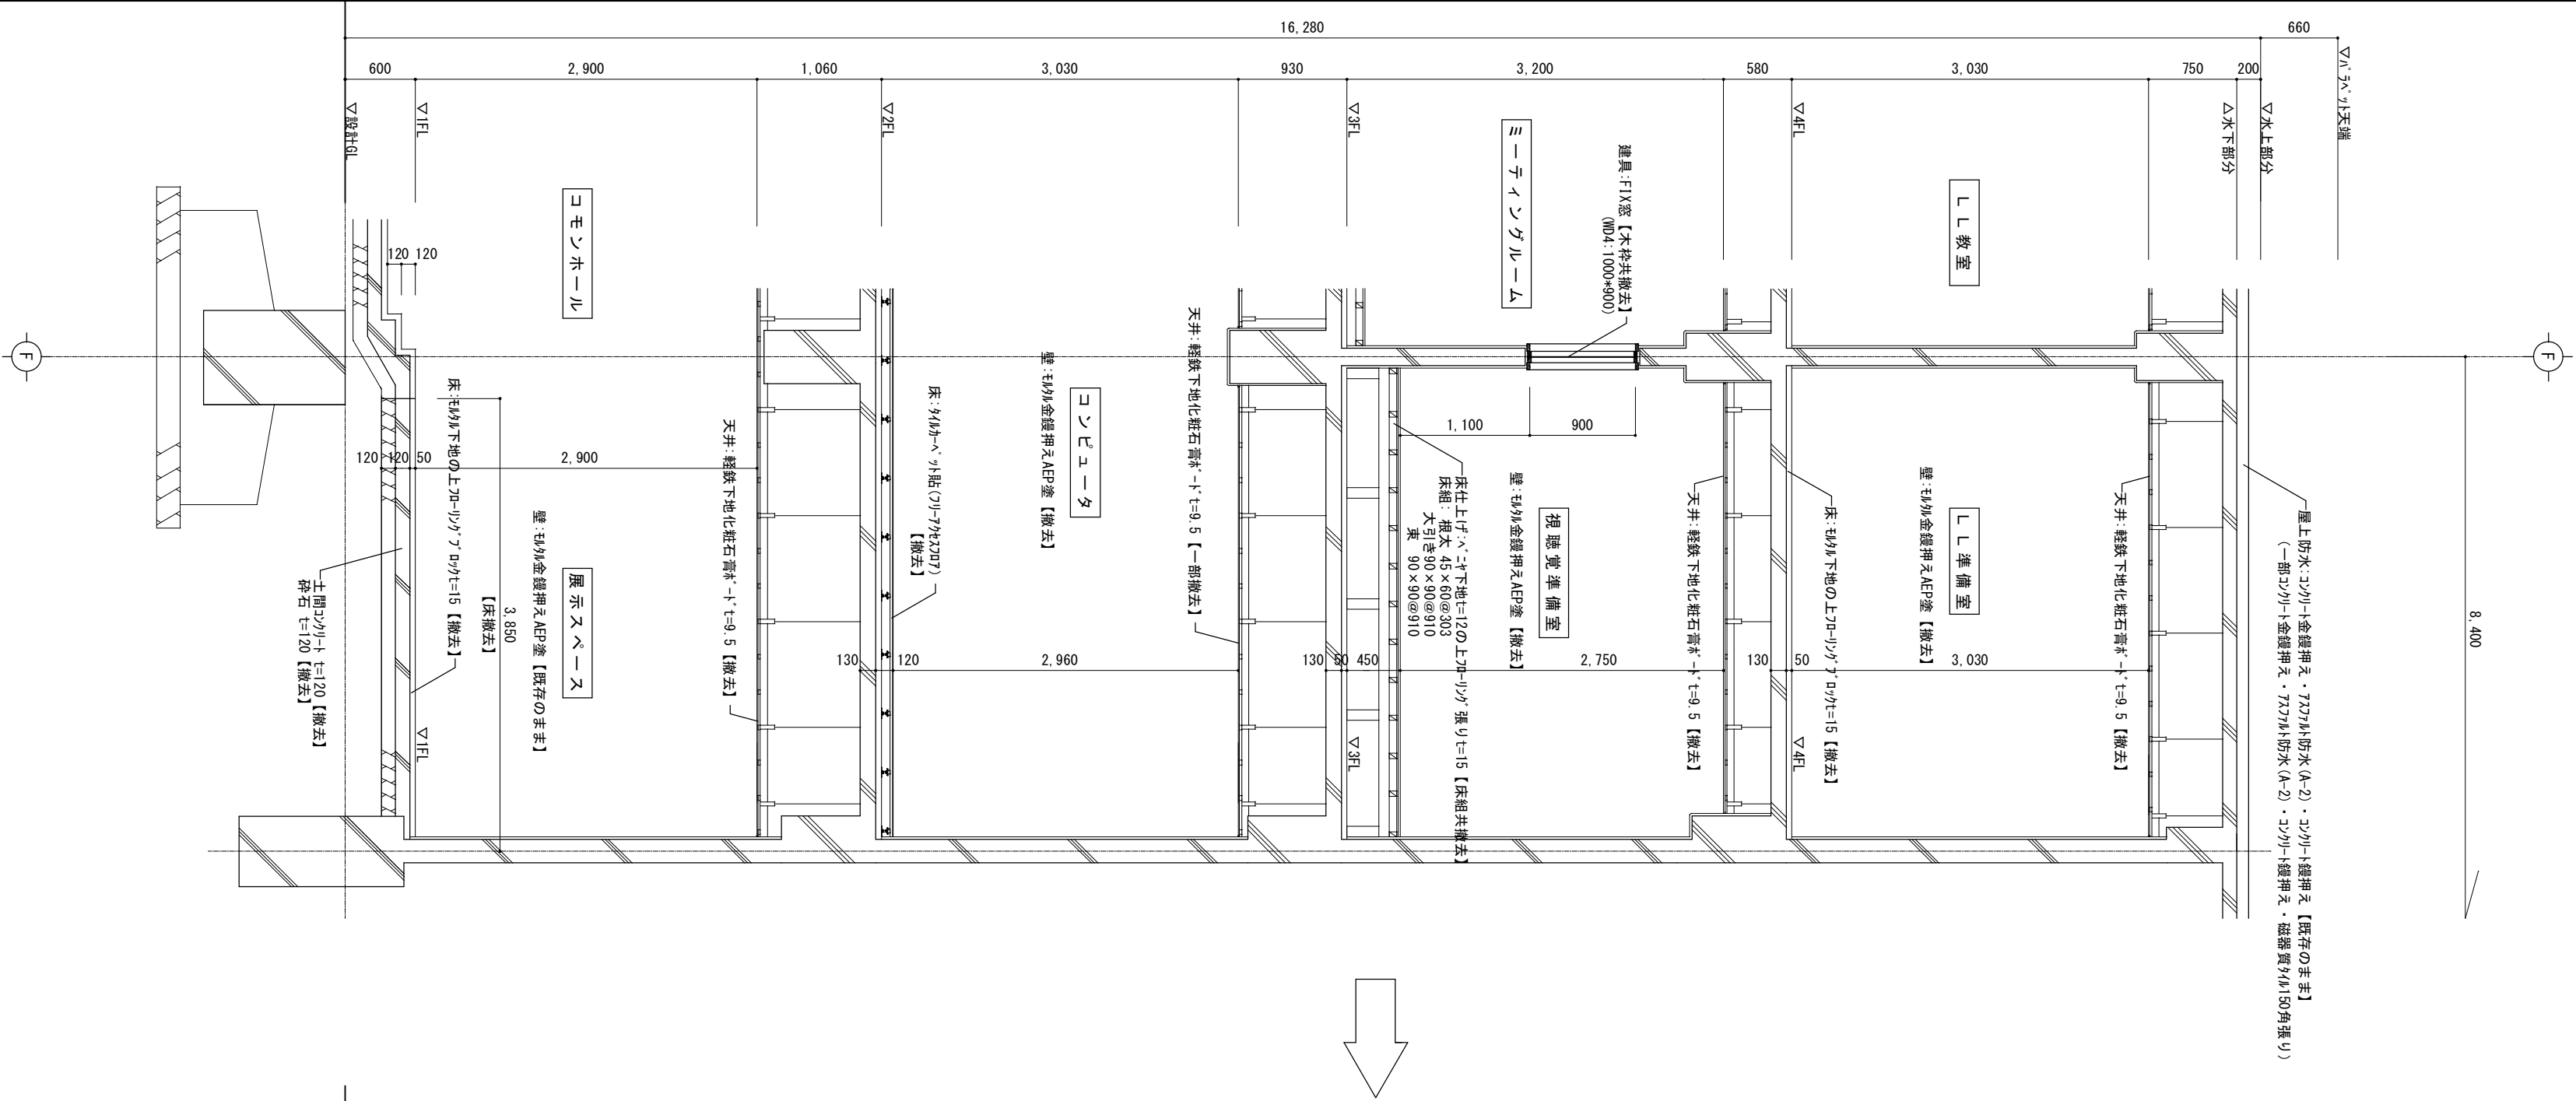 16,280
660
600
2,900
1,060
3,030
930
3,200
580
3,030
750
200
▽設計GL
▽1FL
▽2FL
▽3FL
▽4FL
△水下部分
▽水上部分
▽パラペット天端
コモンホール
ミーティングルーム
建具:FIX窓【木枠共撤去】
(WD4:1000*900)
LL教室
120
120
F
F
床:モルタル下地の上フローリングブロックt=15【撤去】
120
120
50
2,900
3,850
【床撤去】
壁:モルタル金鏝押えAEP塗【既存のまま】
展示スペース
土間コンクリート t=120【撤去】
砕石 t=120【撤去】
▽1FL
天井:軽鉄下地化粧石膏ボードt=9.5【撤去】
130
120
2,960
床:タイルカーペット貼(フリーアクセスフロア)
【撤去】
壁:モルタル金鏝押えAEP塗【撤去】
コンピュータ
天井:軽鉄下地化粧石膏ボードt=9.5【一部撤去】
130
50
450
2,750
▽3FL
1,100
900
床仕上げ:ベニヤ下地t=12の上フローリング張りt=15【床組共撤去】
床組: 根太 45×60@303
大引き90×90@910
束 90×90@910
壁:モルタル金鏝押えAEP塗【撤去】
視聴覚準備室
天井:軽鉄下地化粧石膏ボードt=9.5【撤去】
130
50
3,030
▽4FL
床:モルタル下地の上フローリングブロックt=15【撤去】
壁:モルタル金鏝押えAEP塗【撤去】
LL準備室
天井:軽鉄下地化粧石膏ボードt=9.5【撤去】
屋上防水:コンクリート金鏝押え・アスファルト防水(A-2)・コンクリート鏝押え【既存のまま】
(一部コンクリート金鏝押え・アスファルト防水(A-2)・コンクリート鏝押え・磁器質タイル150角張り)
8,400